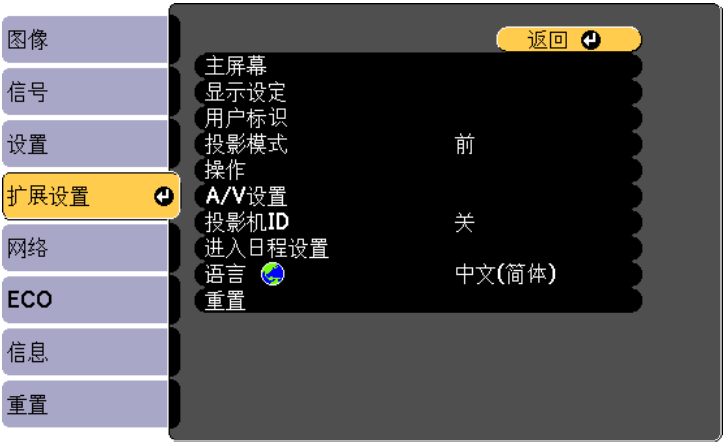 图像
信号
设置
扩展设置
网络
ECO
信息
重置
返回
主屏幕
显示设定
用户标识
投影模式 前
操作
A/V设置
投影机ID 关
进入日程设置
语言 中文(简体)
重置